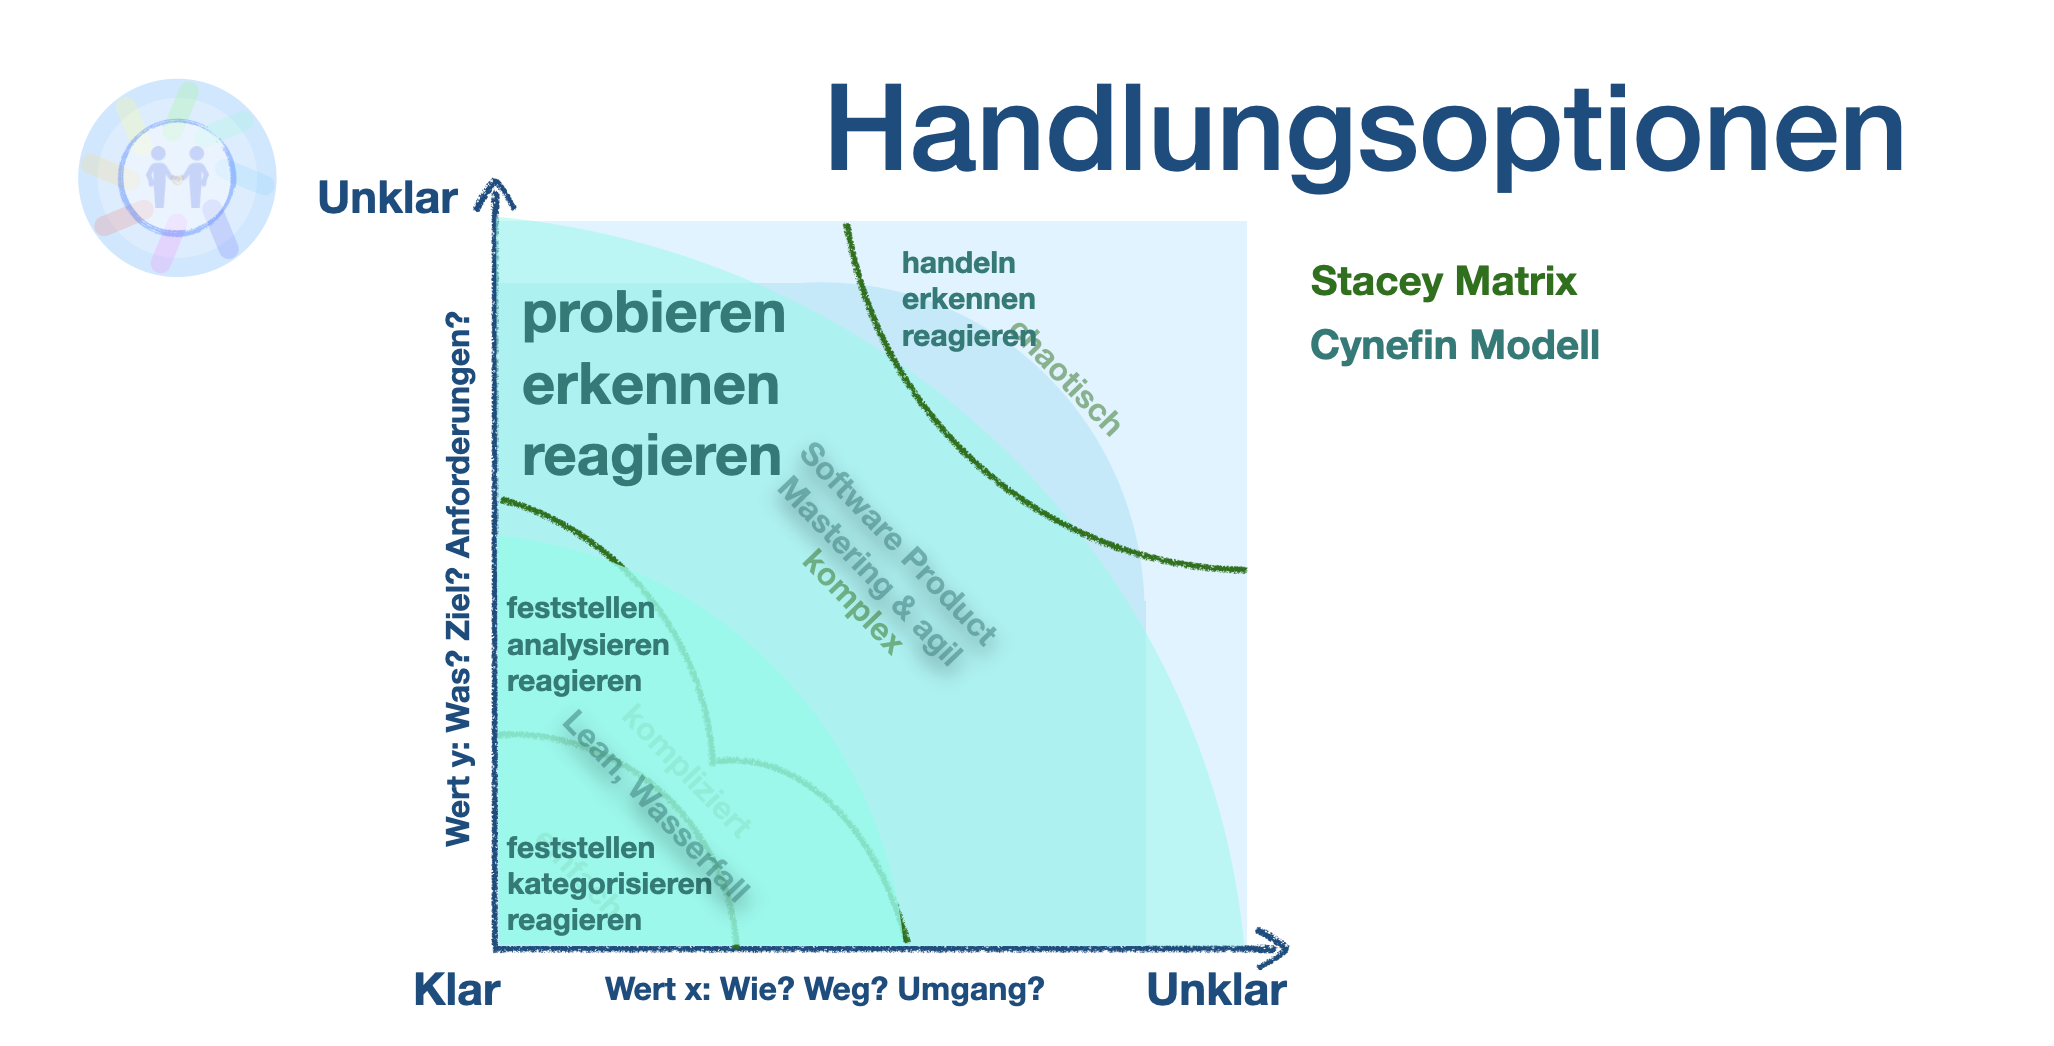 Handlungsoptionen
Unklar
Stacey Matrix
Cynefin Modell
handeln
erkennen
reagieren
chaotisch
probieren
erkennen
reagieren
Software Product
Mastering & agil
komplex
Wert y: Was? Ziel? Anforderungen?
feststellen
analysieren
reagieren
kompliziert
Lean, Wasserfall
einfach
feststellen
kategorisieren
reagieren
Klar
Wert x: Wie? Weg? Umgang?
Unklar